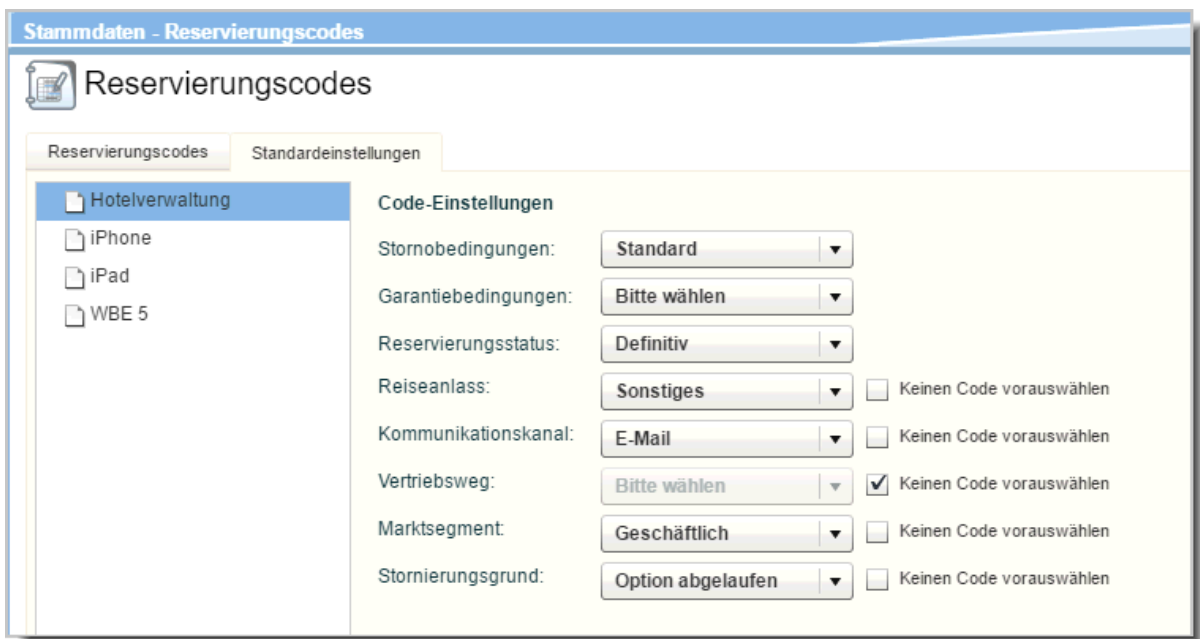 Stammdaten - Reservierungscodes
Reservierungscodes
Reservierungscodes Standardeinstellungen
Hotelverwaltung
iPhone
iPad
WBE 5
Code-Einstellungen
Stornobedingungen: Standard
Garantiebedingungen: Bitte wählen
Reservierungsstatus: Definitiv
Reiseanlass: Sonstiges Keinen Code vorauswählen
Kommunikationskanal: E-Mail Keinen Code vorauswählen
Vertriebsweg: Bitte wählen Keinen Code vorauswählen
Marktsegment: Geschäftlich Keinen Code vorauswählen
Stornierungsgrund: Option abgelaufen Keinen Code vorauswählen